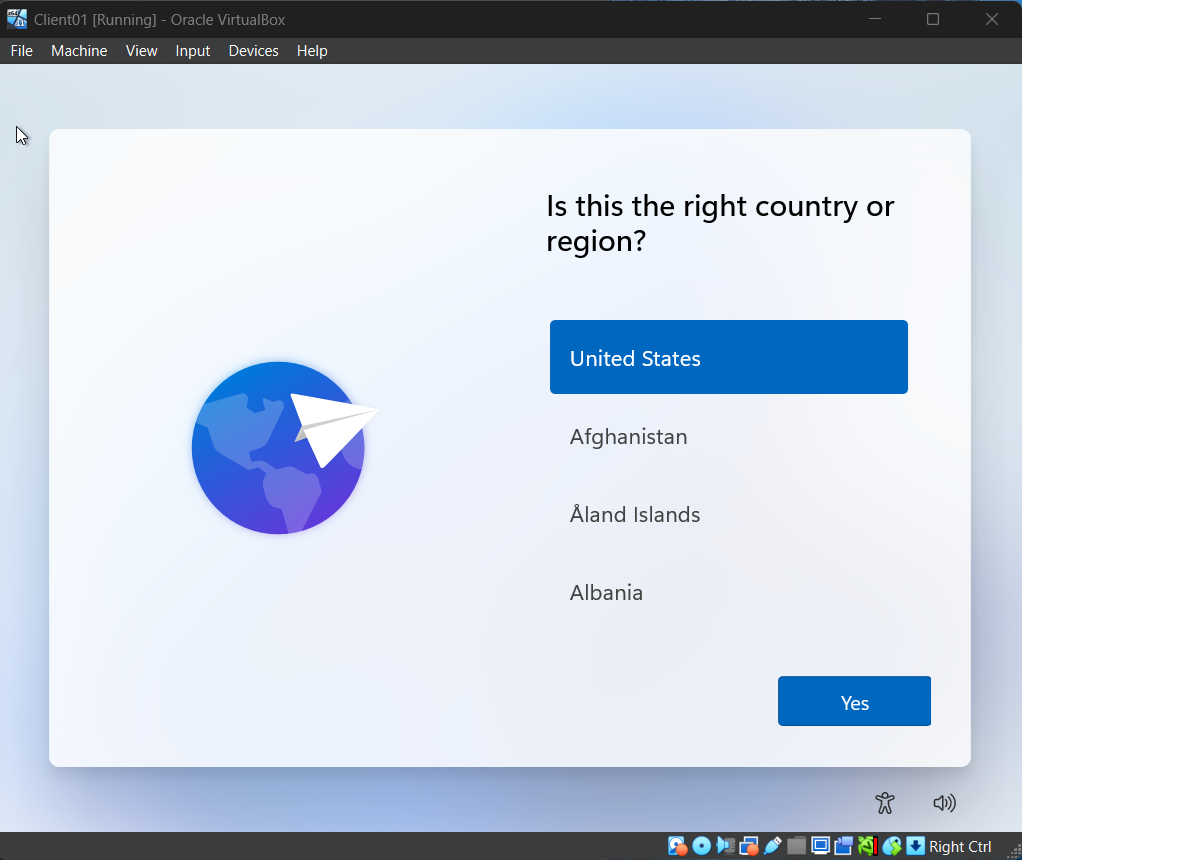 Client01 [Running] - Oracle VirtualBox
File Machine View Input Devices Help
Is this the right country or
region?
United States
Afghanistan
Åland Islands
Albania
Yes
Right Ctrl